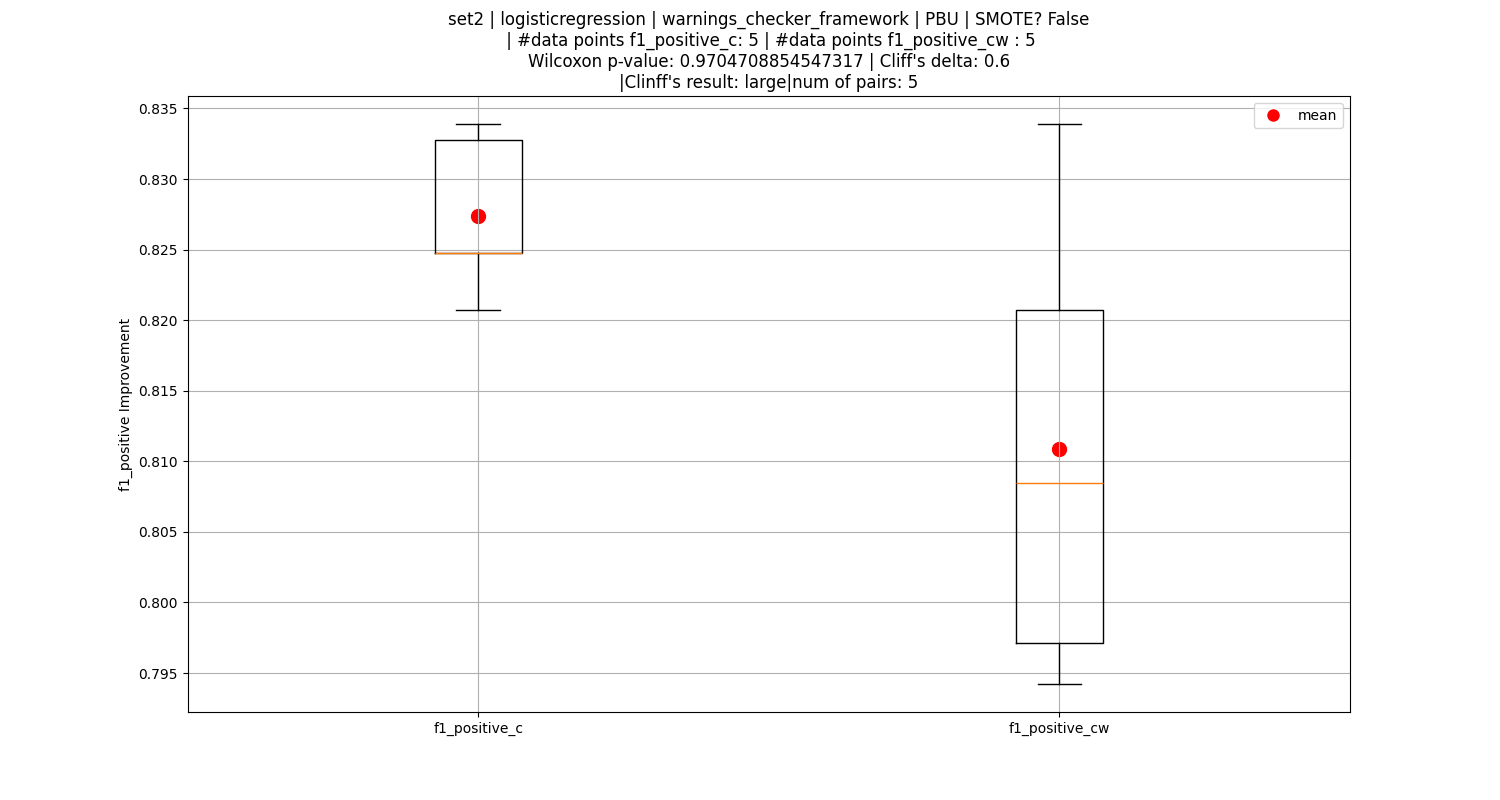 set2 | logisticregression | warnings_checker_framework | PBU | SMOTE? False
| #data points f1_positive_c: 5 | #data points f1_positive_cw : 5
Wilcoxon p-value: 0.9704708854547317 | Cliff's delta: 0.6
|Clinff's result: large|num of pairs: 5
mean
0.835
0.830
0.825
0.820
0.815
0.810
0.805
0.800
0.795
f1_positive Improvement
f1_positive_c
f1_positive_cw